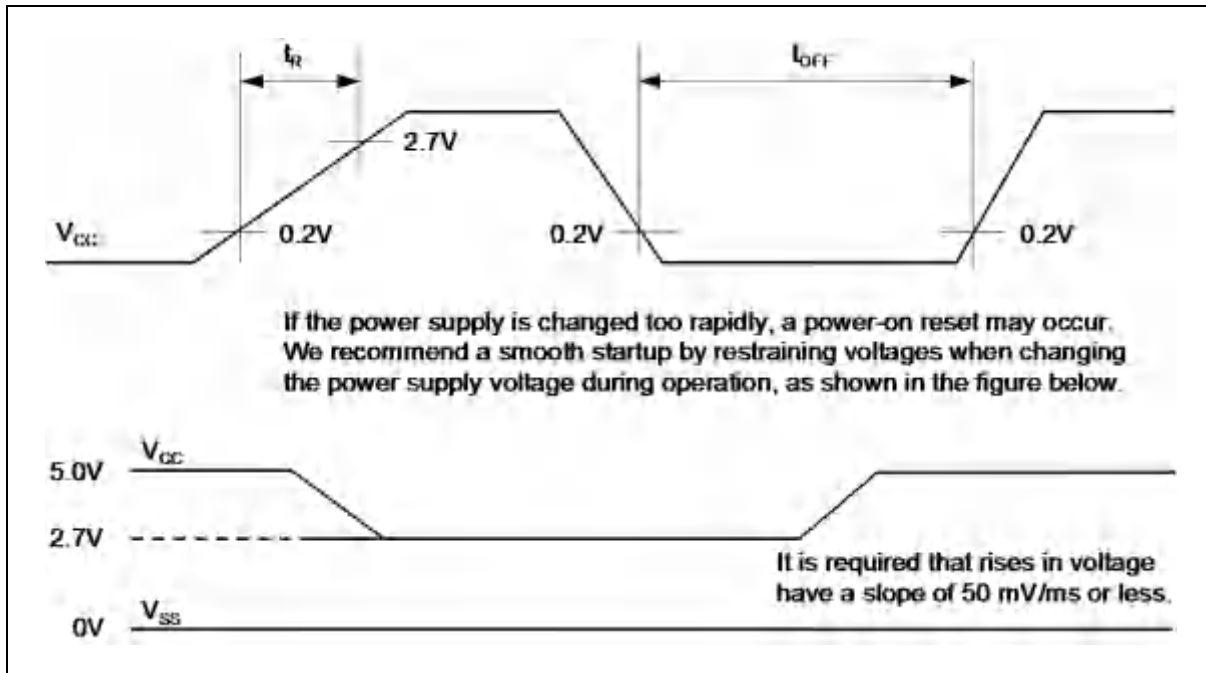 tR
tOFF
2.7V
VCC
0.2V
0.2V
0.2V
If the power supply is changed too rapidly, a power-on reset may occur.
We recommend a smooth startup by restraining voltages when changing
the power supply voltage during operation, as shown in the figure below.
VCC
5.0V
2.7V
It is required that rises in voltage
have a slope of 50 mV/ms or less.
VSS
0V